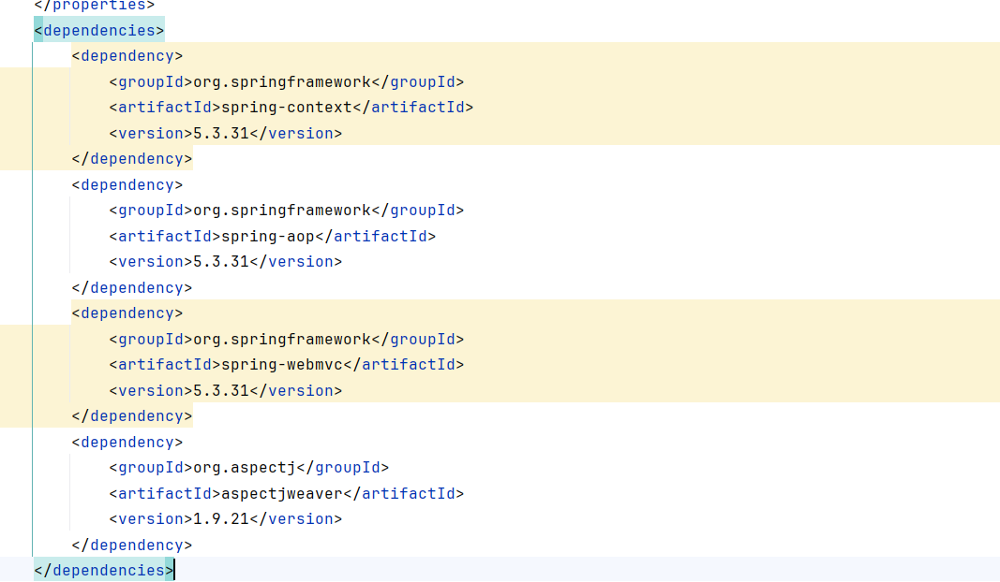 </properties>
<dependencies>
    <dependency>
        <groupId>org.springframework</groupId>
        <artifactId>spring-context</artifactId>
        <version>5.3.31</version>
    </dependency>
    <dependency>
        <groupId>org.springframework</groupId>
        <artifactId>spring-aop</artifactId>
        <version>5.3.31</version>
    </dependency>
    <dependency>
        <groupId>org.springframework</groupId>
        <artifactId>spring-webmvc</artifactId>
        <version>5.3.31</version>
    </dependency>
    <dependency>
        <groupId>org.aspectj</groupId>
        <artifactId>aspectjweaver</artifactId>
        <version>1.9.21</version>
    </dependency>
</dependencies>